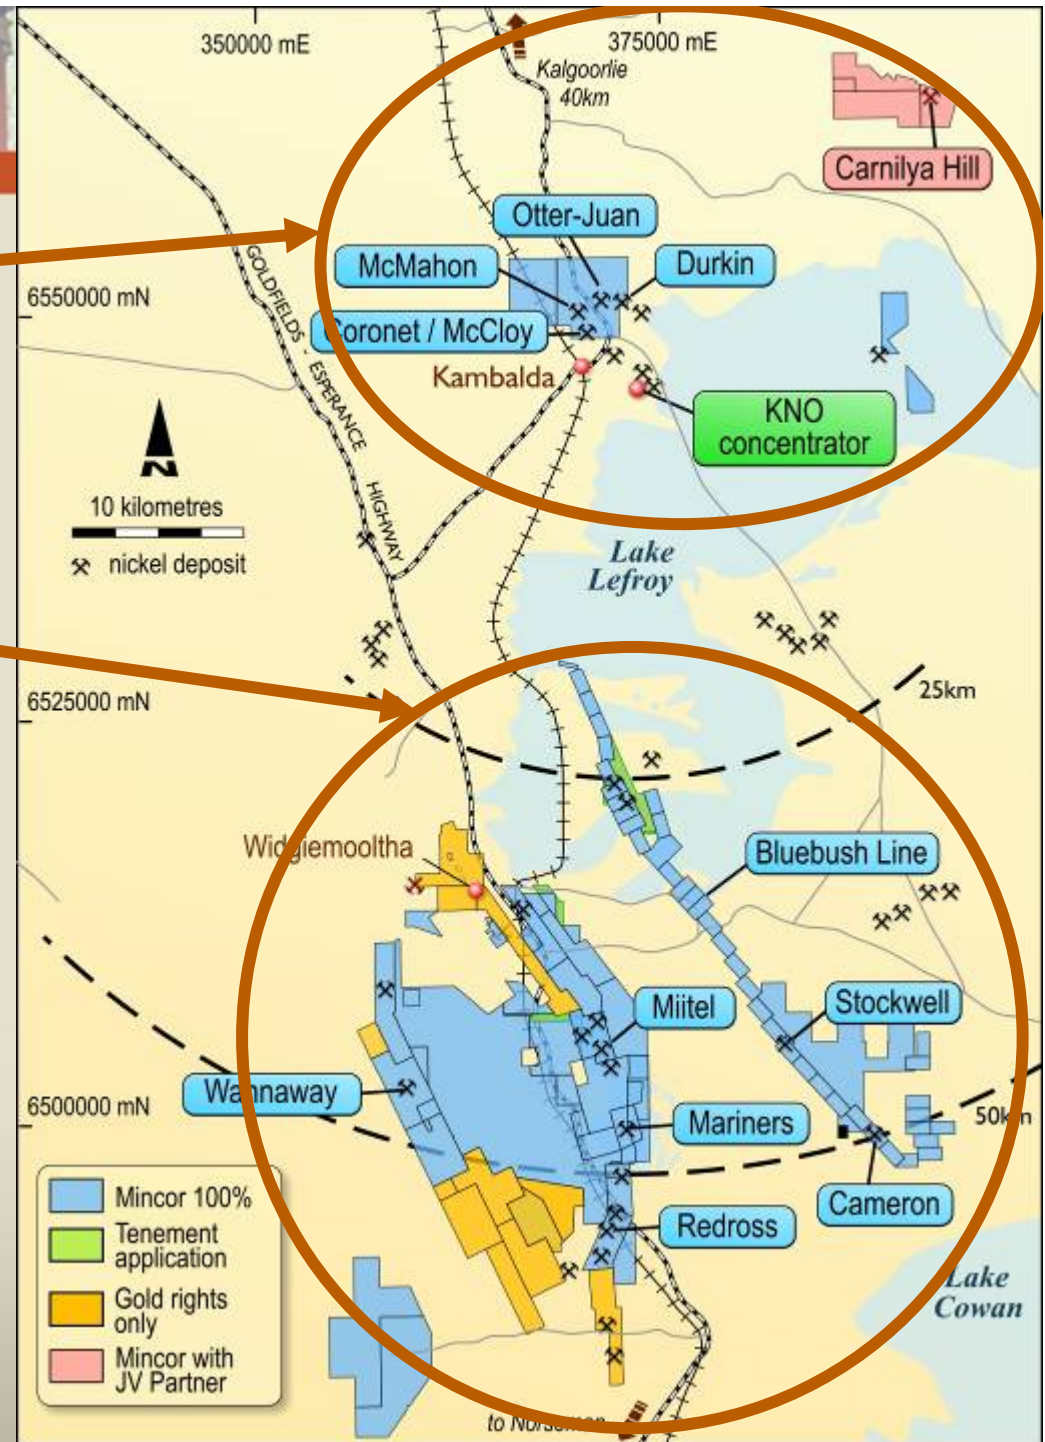 350000 mE
375000 mE
Kalgoorlie
40km
Carnilya Hill
Otter-Juan
McMahon
Durkin
6550000 mN
Coronet / McCloy
Kambalda
KNO
concentrator
GOLDFIELDS - ESPERANCE HIGHWAY
N
10 kilometres
nickel deposit
Lake
Lefroy
6525000 mN
25km
Widgiemooltha
Bluebush Line
Miitel
Stockwell
Wannaway
6500000 mN
Mariners
50km
Cameron
Redross
Mincor 100%
Tenement
application
Gold rights
only
Mincor with
JV Partner
Lake
Cowan
to Norseman